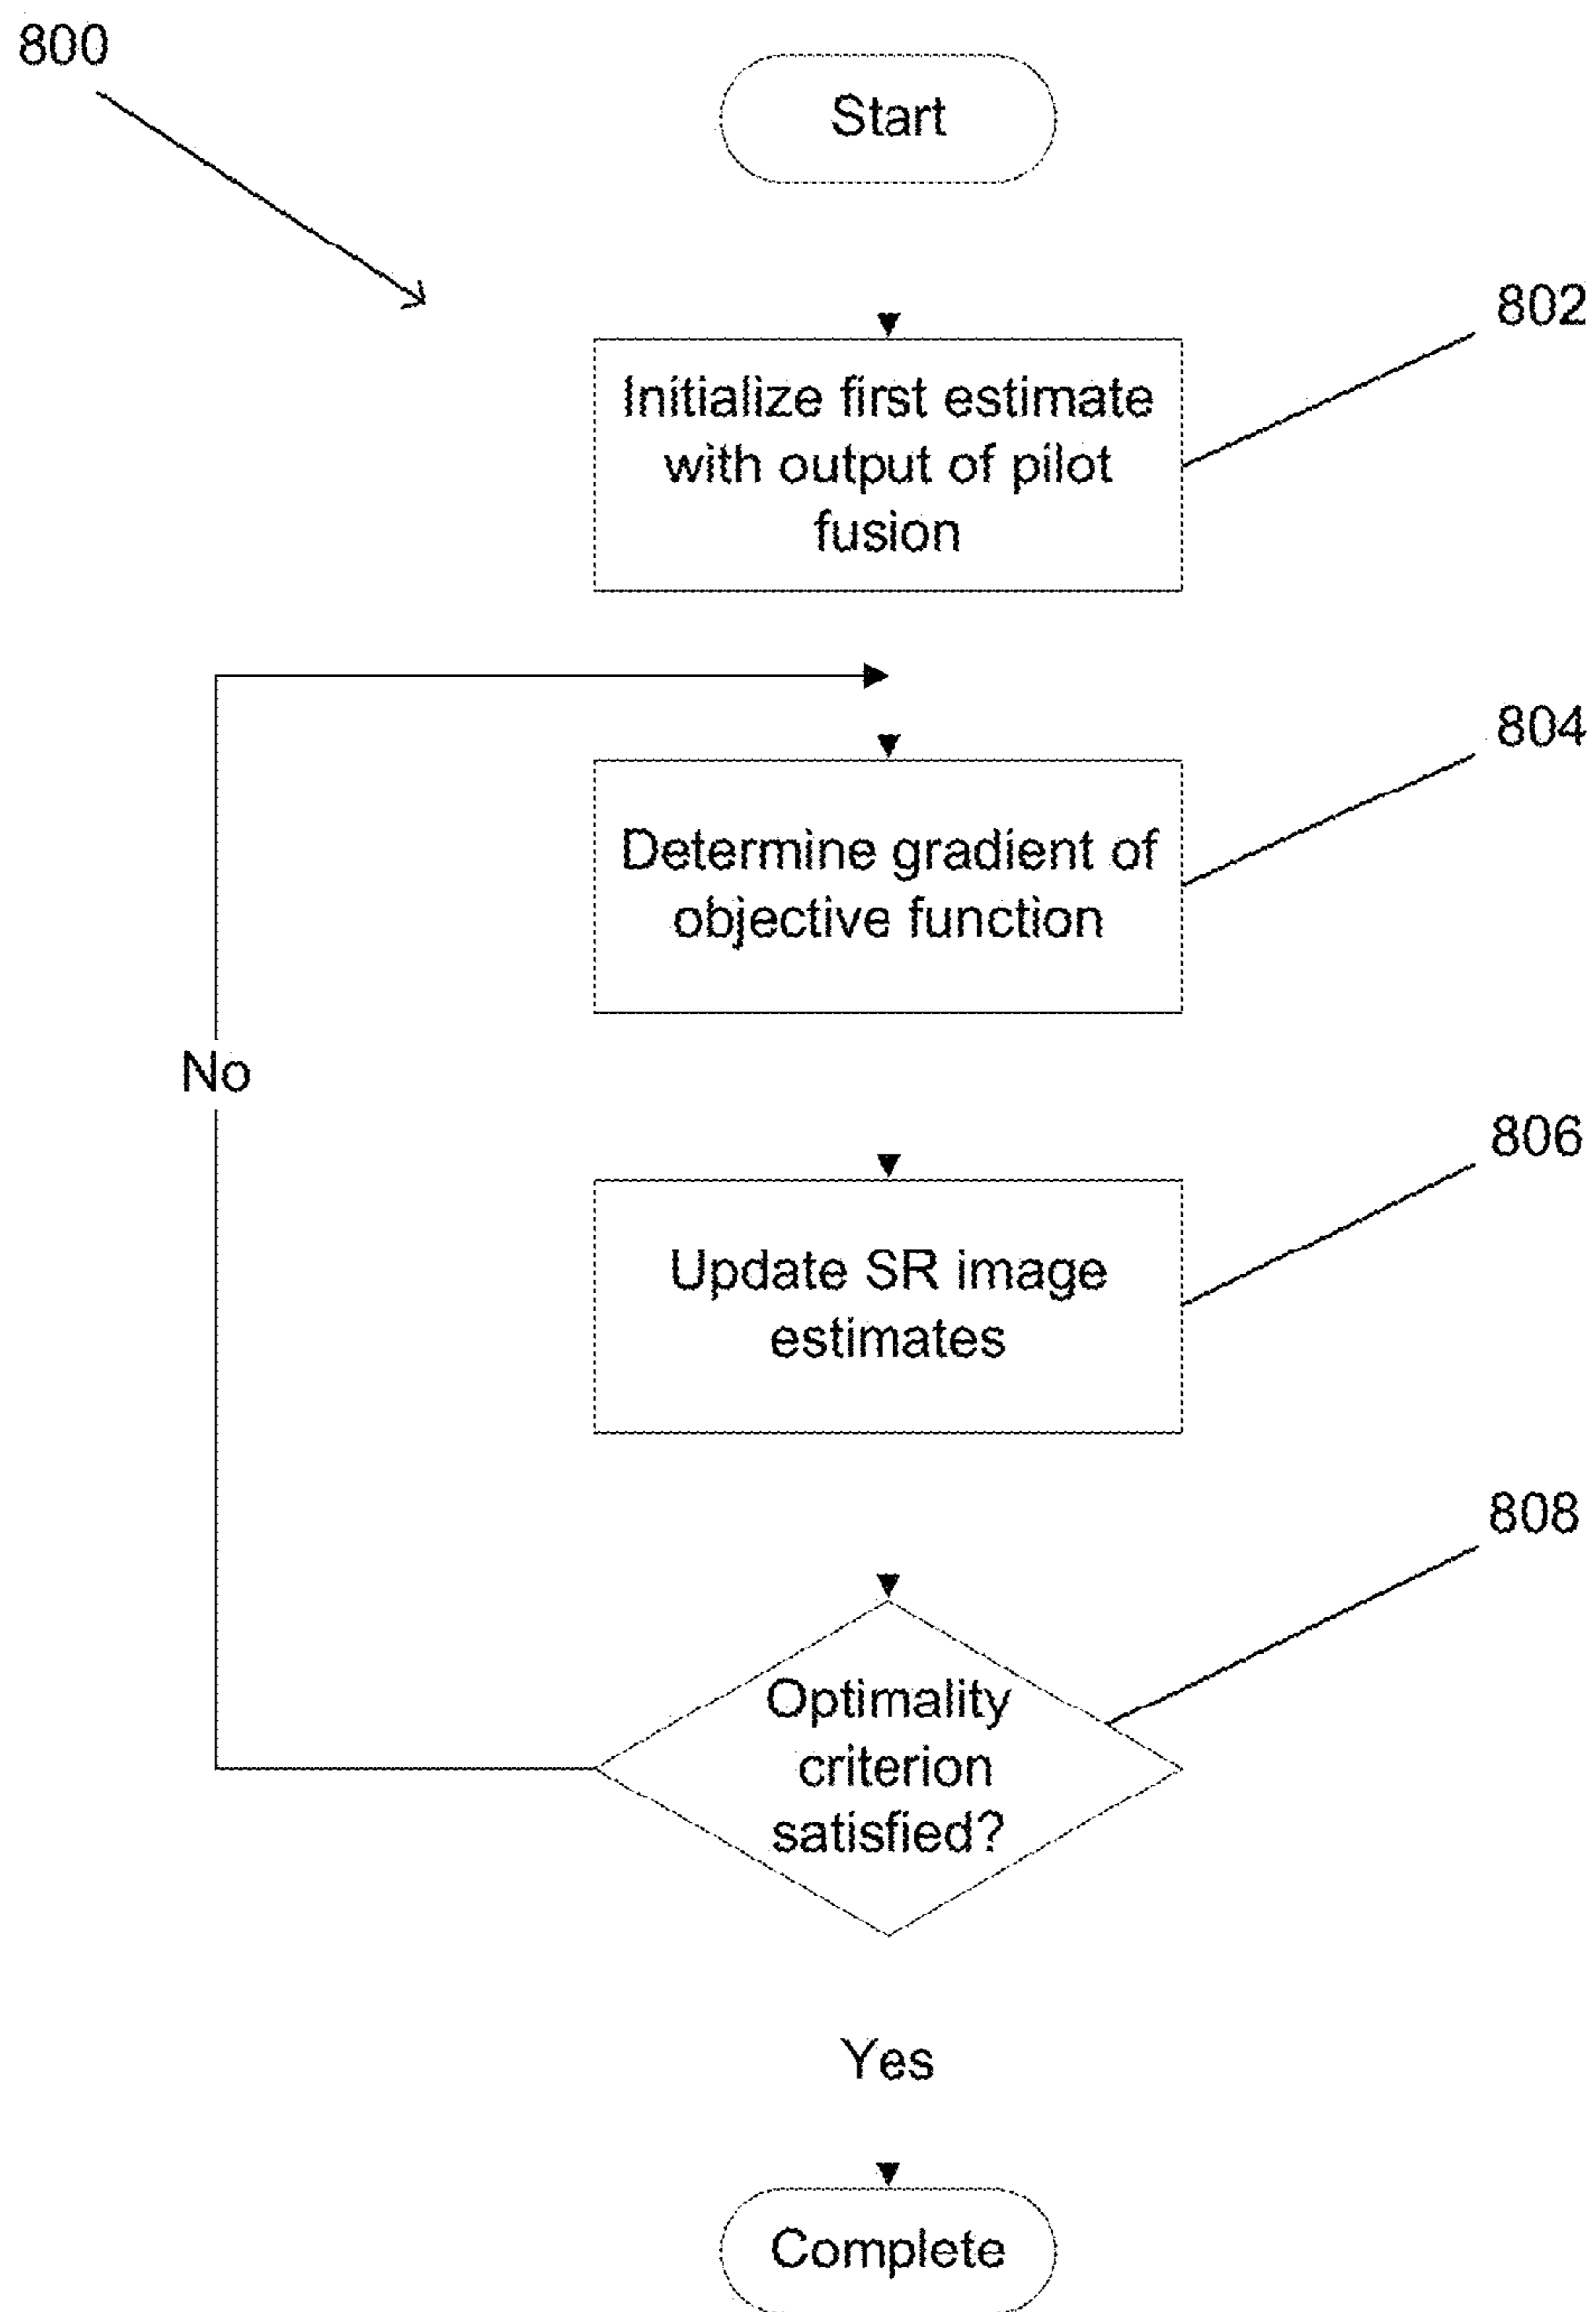 800
Start
802
Initialize first estimate
with output of pilot
fusion
804
Determine gradient of
objective function
No
806
Update SR image
estimates
808
Optimality
criterion
satisfied?
Yes
Complete